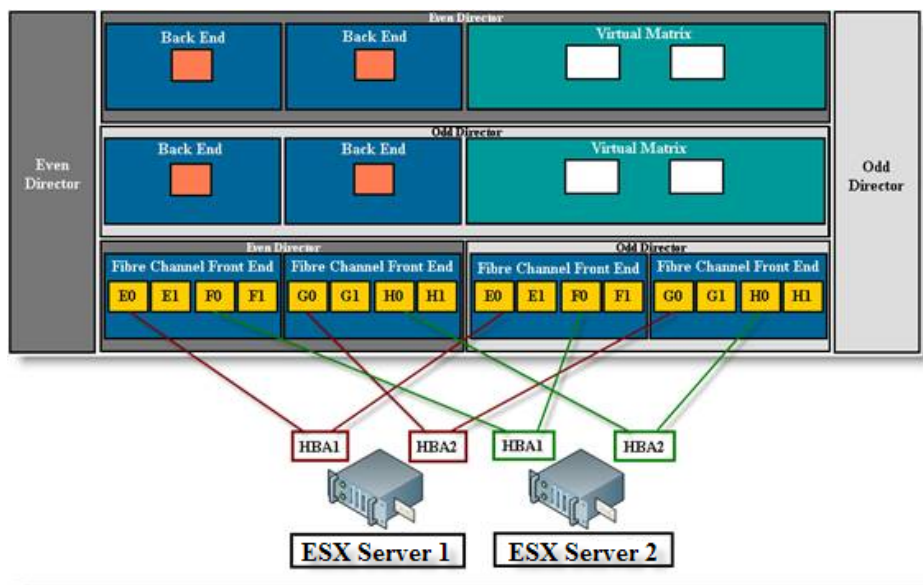 Even Director
Back End
Back End
Virtual Matrix
Odd Director
Back End
Back End
Virtual Matrix
Even
Director
Odd
Director
Even Director
Odd Director
Fibre Channel Front End
Fibre Channel Front End
Fibre Channel Front End
Fibre Channel Front End
E0 E1 F0 F1 G0 G1 H0 H1 E0 E1 F0 F1 G0 G1 H0 H1
HBA1 HBA2 HBA1 HBA2
ESX Server 1 ESX Server 2